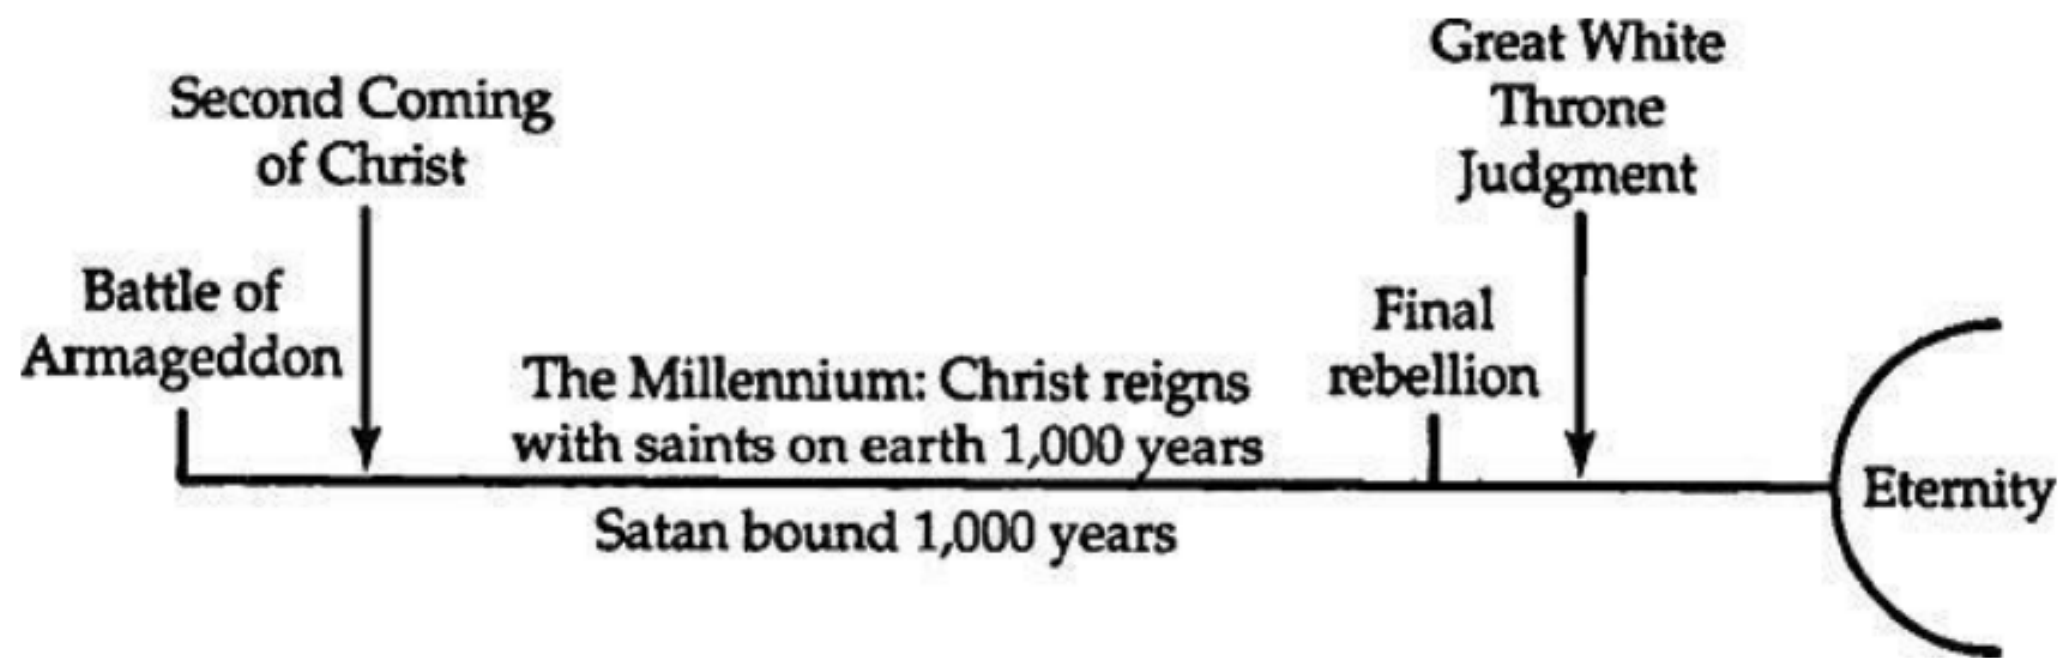 Second Coming
of Christ
Great White
Throne
Judgment
Battle of
Armageddon
Final
rebellion
The Millennium: Christ reigns
with saints on earth 1,000 years
Eternity
Satan bound 1,000 years